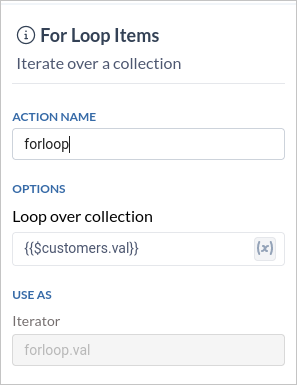 For Loop Items
Iterate over a collection
ACTION NAME
forloop
OPTIONS
Loop over collection
{{$customers.val}}
(x)
USE AS
Iterator
forloop.val